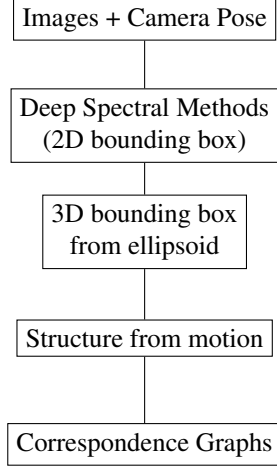 Images + Camera Pose
Deep Spectral Methods
(2D bounding box)
3D bounding box
from ellipsoid
Structure from motion
Correspondence Graphs